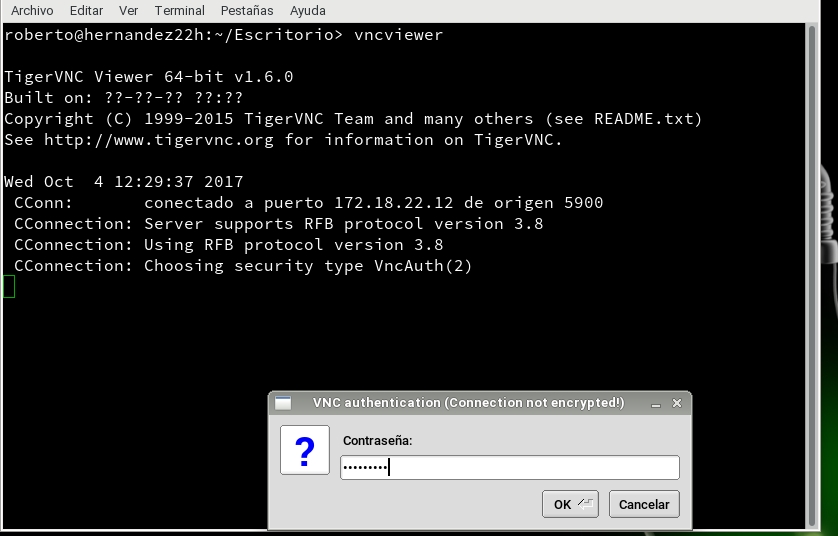 Archivo Editar Ver Terminal Pestañas Ayuda
roberto@hernandez22h:~/Escritorio> vncviewer
TigerVNC Viewer 64-bit v1.6.0
Built on: ??-??-?? ??:??
Copyright (C) 1999-2015 TigerVNC Team and many others (see README.txt)
See http://www.tigervnc.org for information on TigerVNC.
Wed Oct  4 12:29:37 2017
CConn:       conectado a puerto 172.18.22.12 de origen 5900
CConnection: Server supports RFB protocol version 3.8
CConnection: Using RFB protocol version 3.8
CConnection: Choosing security type VncAuth(2)
VNC authentication (Connection not encrypted!)
?
Contraseña:
•••••••••
OK Cancelar